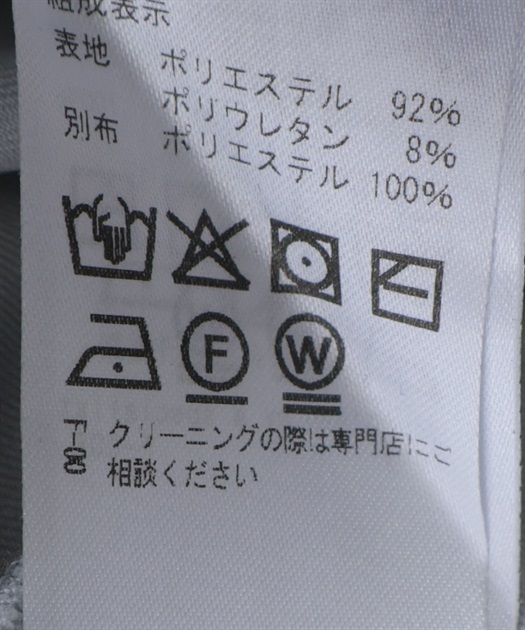 組成表示
表地 ポリエステル 92%
ポリウレタン 8%
別布 ポリエステル 100%
F
W
クリーニングの際は専門店にご
相談ください